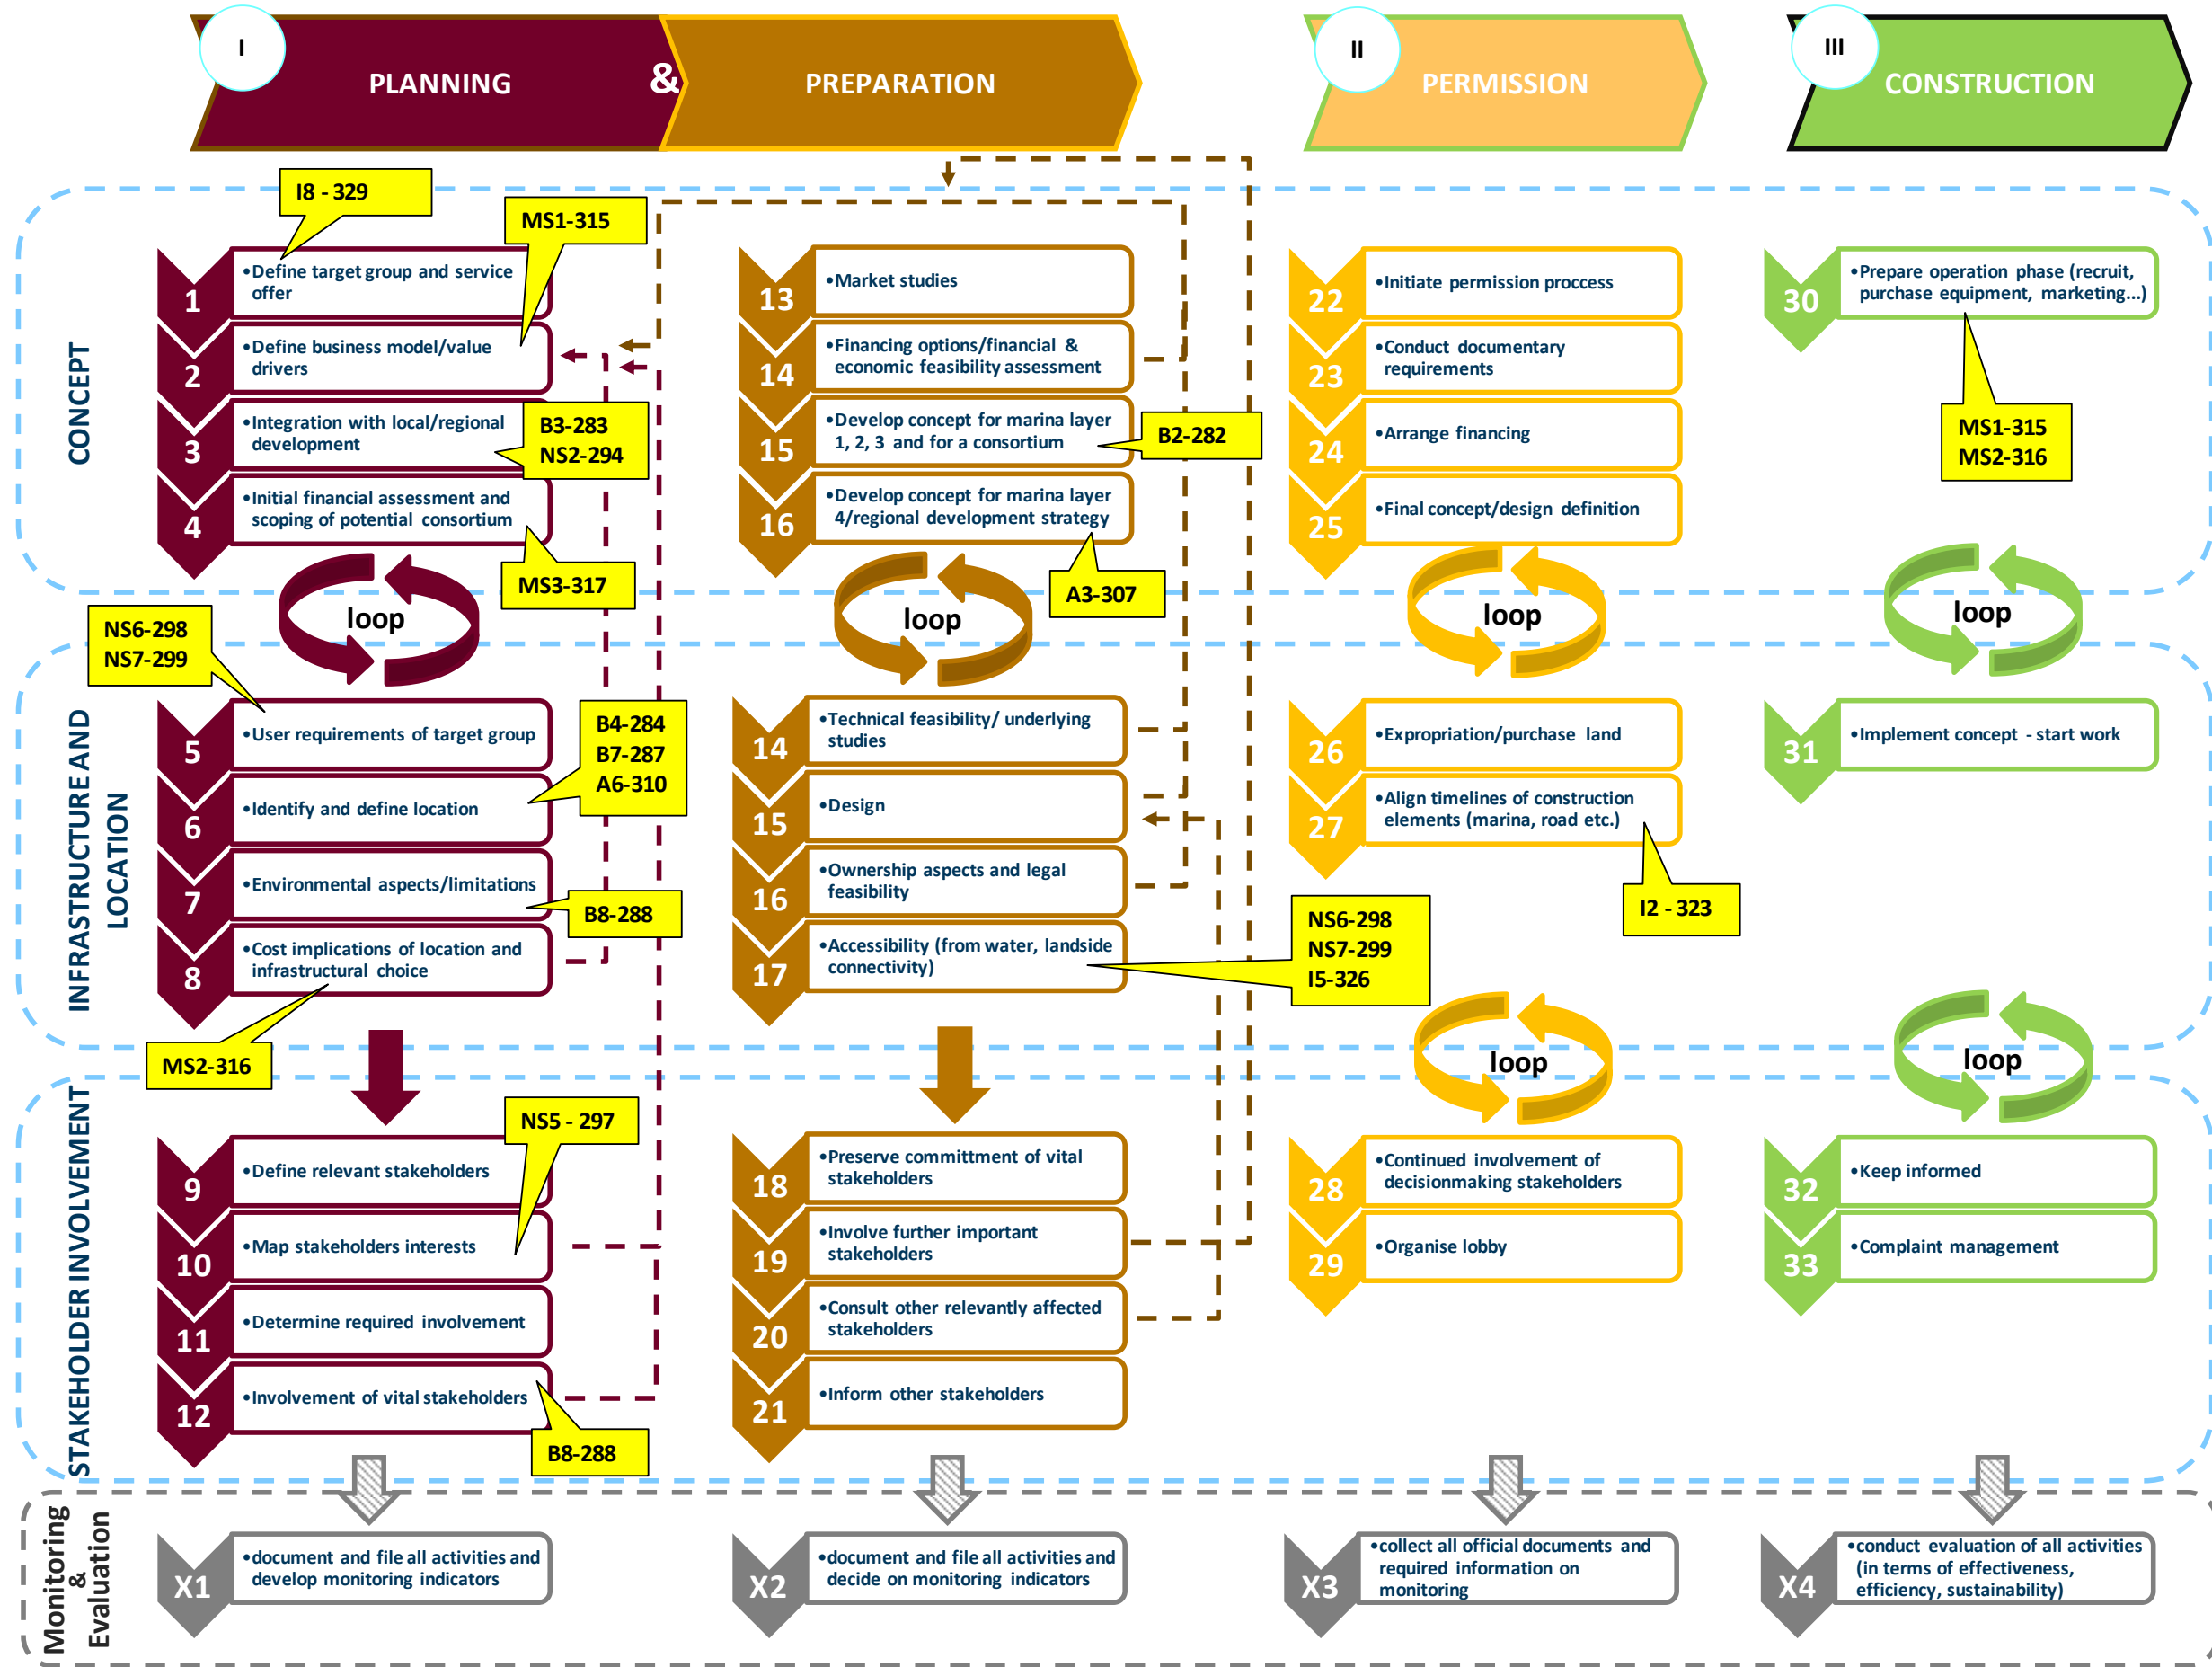 I
PLANNING
&
PREPARATION
II
PERMISSION
III
CONSTRUCTION
CONCEPT
I8 - 329
MS1-315
1
•Define target group and service
offer
2
•Define business model/value
drivers
3
•Integration with local/regional
development
B3-283
NS2-294
4
•Initial financial assessment and
scoping of potential consortium
MS3-317
loop
13
•Market studies
14
•Financing options/financial &
economic feasibility assessment
15
•Develop concept for marina layer
1, 2, 3 and for a consortium
B2-282
16
•Develop concept for marina layer
4/regional development strategy
A3-307
loop
22
•Initiate permission proccess
23
•Conduct documentary
requirements
24
•Arrange financing
25
•Final concept/design definition
loop
30
•Prepare operation phase (recruit,
purchase equipment, marketing...)
MS1-315
MS2-316
loop
INFRASTRUCTURE AND
LOCATION
NS6-298
NS7-299
5
•User requirements of target group
6
•Identify and define location
B4-284
B7-287
A6-310
7
•Environmental aspects/limitations
B8-288
8
•Cost implications of location and
infrastructural choice
MS2-316
14
•Technical feasibility/ underlying
studies
15
•Design
16
•Ownership aspects and legal
feasibility
17
•Accessibility (from water, landside
connectivity)
NS6-298
NS7-299
I5-326
26
•Expropriation/purchase land
27
•Align timelines of construction
elements (marina, road etc.)
I2 - 323
loop
31
•Implement concept - start work
loop
STAKEHOLDER INVOLVEMENT
NS5 - 297
9
•Define relevant stakeholders
10
•Map stakeholders interests
11
•Determine required involvement
12
•Involvement of vital stakeholders
B8-288
18
•Preserve committment of vital
stakeholders
19
•Involve further important
stakeholders
20
•Consult other relevantly affected
stakeholders
21
•Inform other stakeholders
28
•Continued involvement of
decisionmaking stakeholders
29
•Organise lobby
32
•Keep informed
33
•Complaint management
Monitoring
&
Evaluation
X1
•document and file all activities and
develop monitoring indicators
X2
•document and file all activities and
decide on monitoring indicators
X3
•collect all official documents and
required information on
monitoring
X4
•conduct evaluation of all activities
(in terms of effectiveness,
efficiency, sustainability)